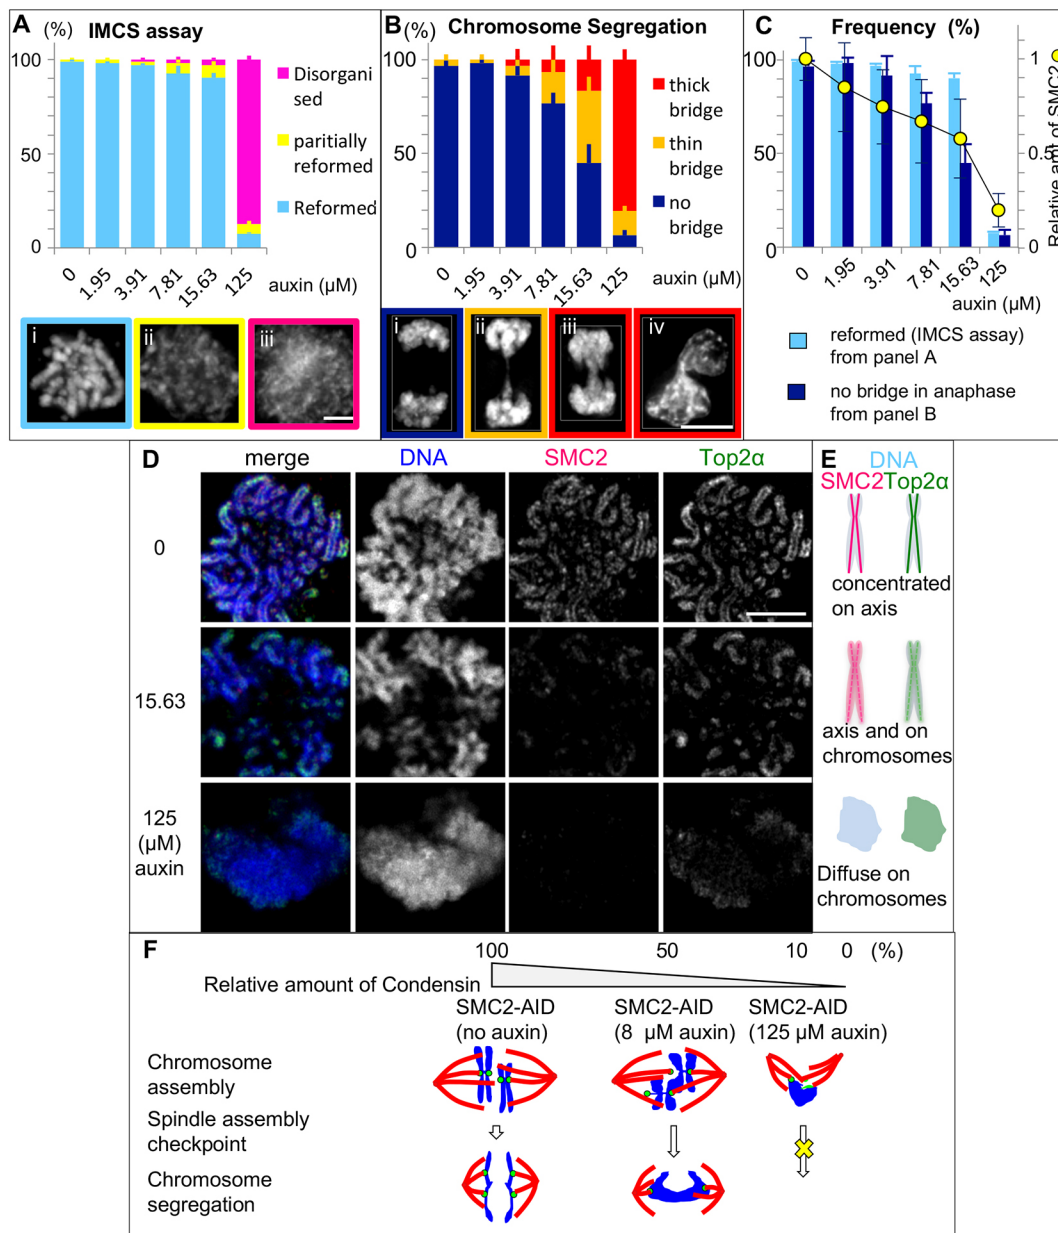 A
(%)
IMCS assay
100
50
0
0
1.95
3.91
7.81
15.63
125
auxin (µM)
Disorgani
sed
paritially
reformed
Reformed
i
ii
iii
B
(%)
Chromosome Segregation
100
50
0
0
1.95
3.91
7.81
15.63
125
auxin (µM)
thick
bridge
thin
bridge
no
bridge
i
ii
iii
iv
C
Frequency (%)
100
50
0
1
0.5
0
Relative amt of SMC2
0
1.95
3.91
7.81
15.63
125
auxin (µM)
reformed (IMCS assay)
from panel A
no bridge in anaphase
from panel B
D
merge
DNA
SMC2
Top2α
0
15.63
125
(µM)
auxin
E
DNA
SMC2 Top2α
concentrated
on axis
axis and on
chromosomes
Diffuse on
chromosomes
F
100
50
10
0
(%)
Relative amount of Condensin
SMC2-AID
(no auxin)
SMC2-AID
(8 µM auxin)
SMC2-AID
(125 µM auxin)
Chromosome
assembly
Spindle assembly
checkpoint
Chromosome
segregation